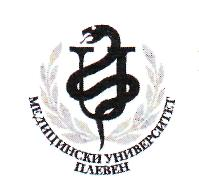 МЕДИЦИНСКИ УНИВЕРСИТЕТ
ПЛЕВЕН